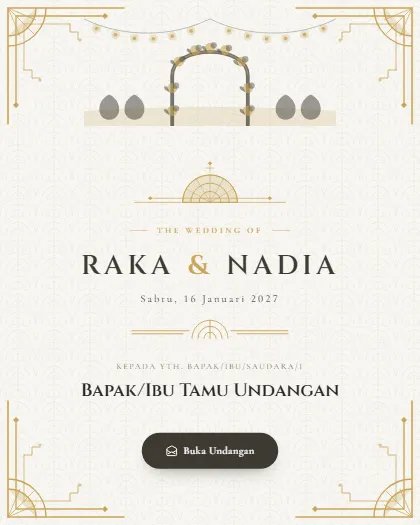 THE WEDDING OF
RAKA & NADIA
Sabtu, 16 Januari 2027
KEPADA YTH. BAPAK/IBU/SAUDARA/I
Bapak/Ibu Tamu Undangan
Buka Undangan